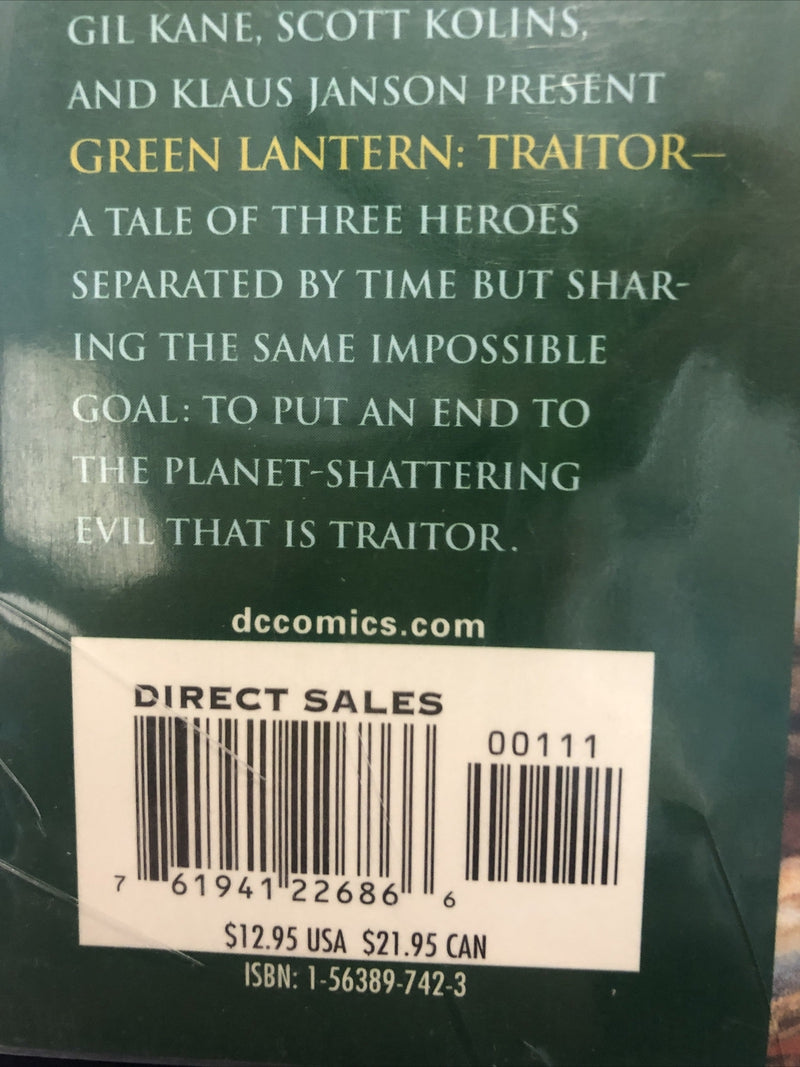 GIL KANE, SCOTT KOLINS,
AND KLAUS JANSON PRESENT
GREEN LANTERN: TRAITOR—
A TALE OF THREE HEROES
SEPARATED BY TIME BUT SHAR-
ING THE SAME IMPOSSIBLE
GOAL: TO PUT AN END TO
THE PLANET-SHATTERING
EVIL THAT IS TRAITOR.
dccomics.com
DIRECT SALES
00111
7 61941 22686 6
$12.95 USA $21.95 CAN
ISBN: 1-56389-742-3